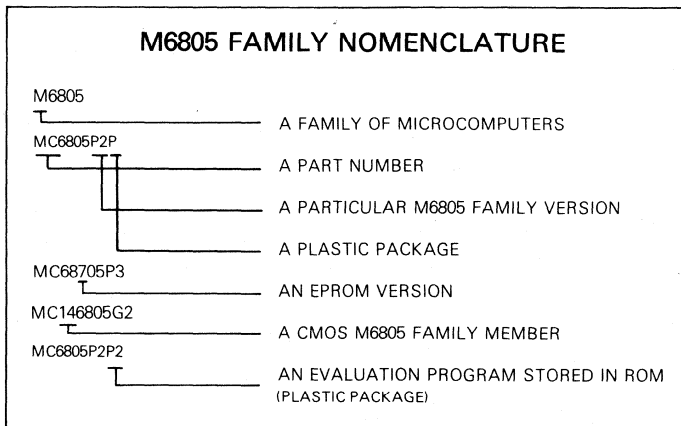 M6805 FAMILY NOMENCLATURE
M6805
A FAMILY OF MICROCOMPUTERS
MC6805P2P
A PART NUMBER
A PARTICULAR M6805 FAMILY VERSION
A PLASTIC PACKAGE
MC68705P3
AN EPROM VERSION
MC146805G2
A CMOS M6805 FAMILY MEMBER
MC6805P2P2
AN EVALUATION PROGRAM STORED IN ROM
(PLASTIC PACKAGE)